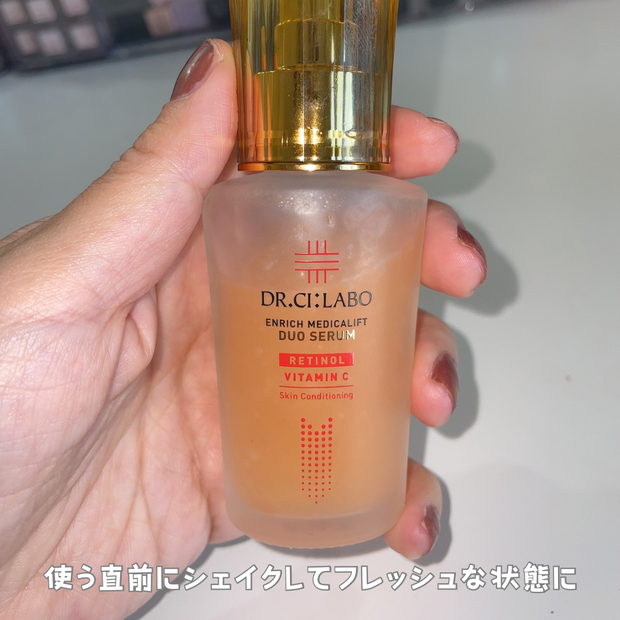 DR.CI:LABO
ENRICH MEDICALIFT
DUO SERUM
RETINOL
VITAMIN C
Skin Conditioning
使う直前にシェイクしてフレッシュな状態に